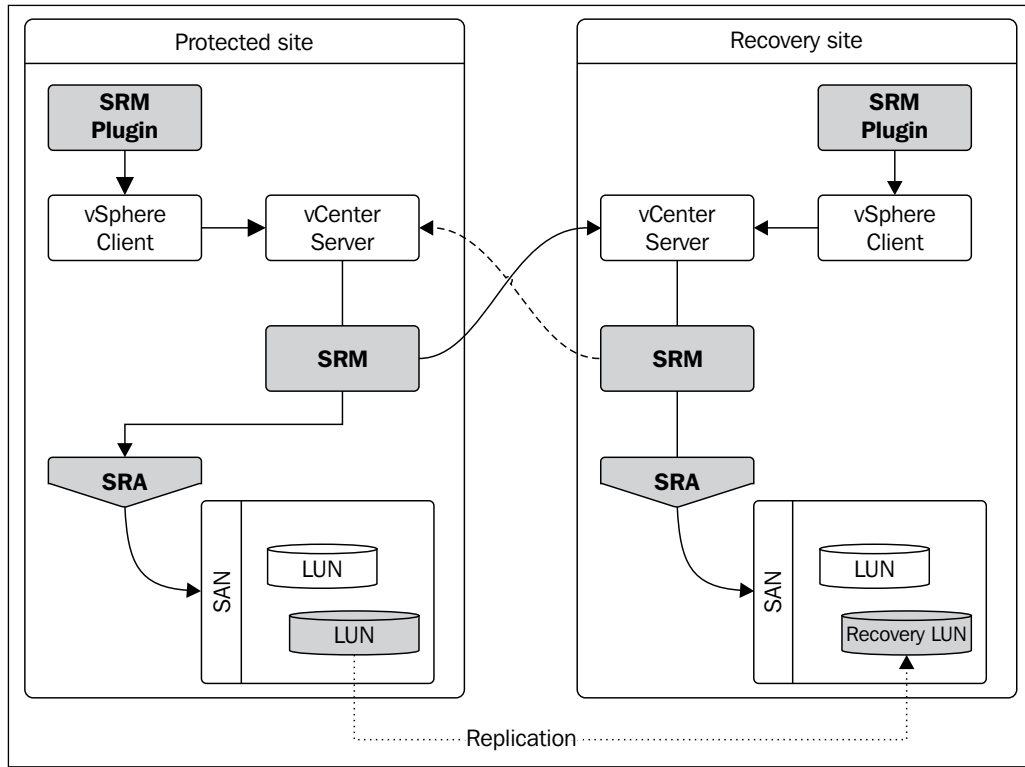 Protected site
SRM
Plugin
vSphere
Client
vCenter
Server
SRM
SRA
SAN
LUN
LUN
Recovery site
SRM
Plugin
vCenter
Server
vSphere
Client
SRM
SRA
SAN
LUN
Recovery LUN
Replication